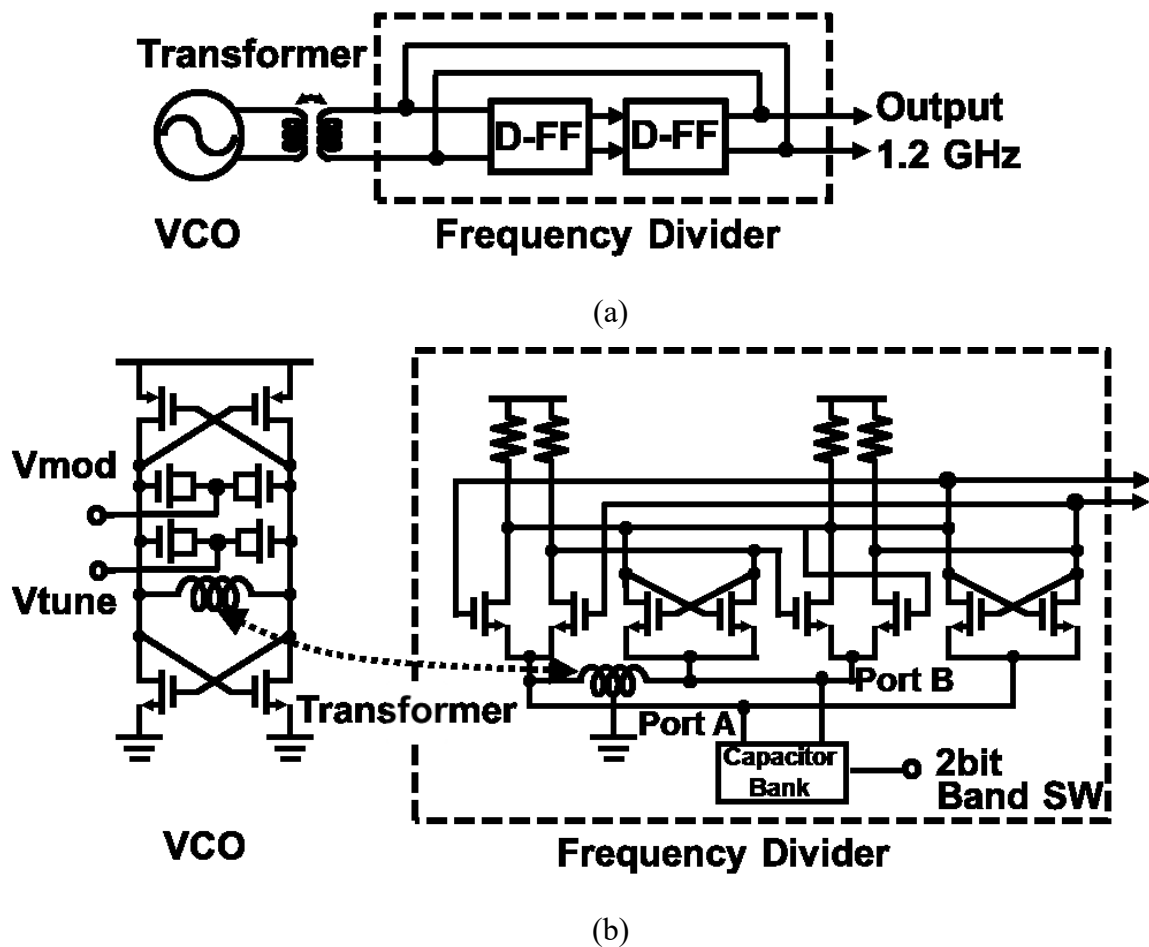 Transformer
D-FF
D-FF
Output
1.2 GHz
VCO
Frequency Divider
(a)
Vmod
Vtune
Transformer
Port A
Port B
Capacitor
Bank
2bit
Band SW
VCO
Frequency Divider
(b)